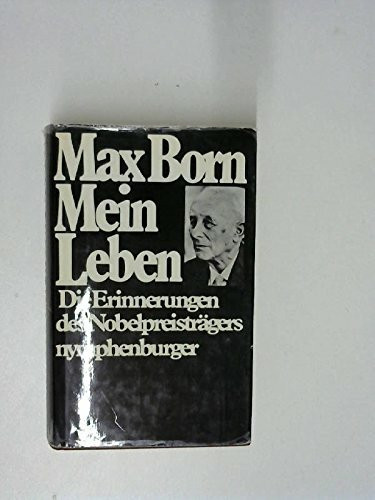 Max Born
Mein
Leben
Die Erinnerungen
des Nobelpreisträgers
nymphenburger